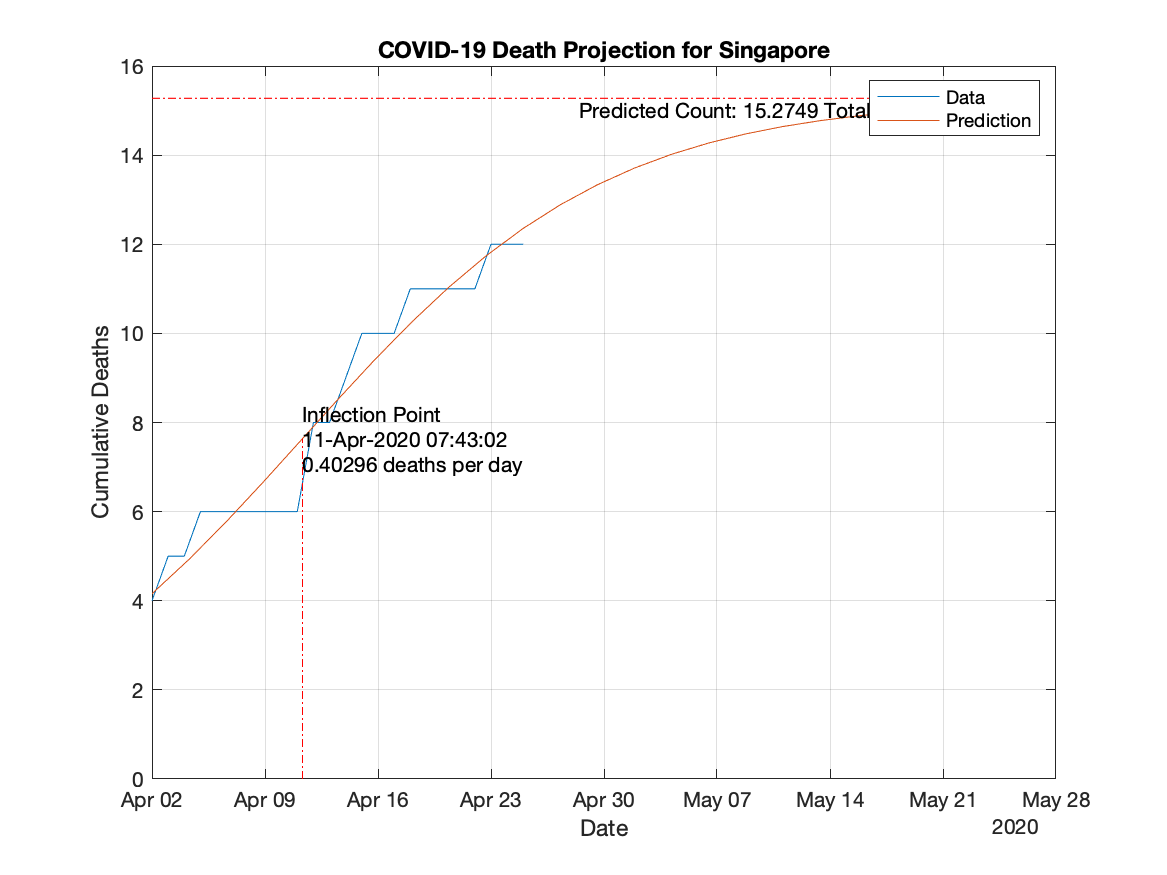 COVID-19 Death Projection for Singapore
16
14
12
10
8
6
4
2
0
Cumulative Deaths
Predicted Count: 15.2749 Total
Data
Prediction
Inflection Point
11-Apr-2020 07:43:02
0.40296 deaths per day
Apr 02 Apr 09 Apr 16 Apr 23 Apr 30 May 07 May 14 May 21 May 28
Date
2020